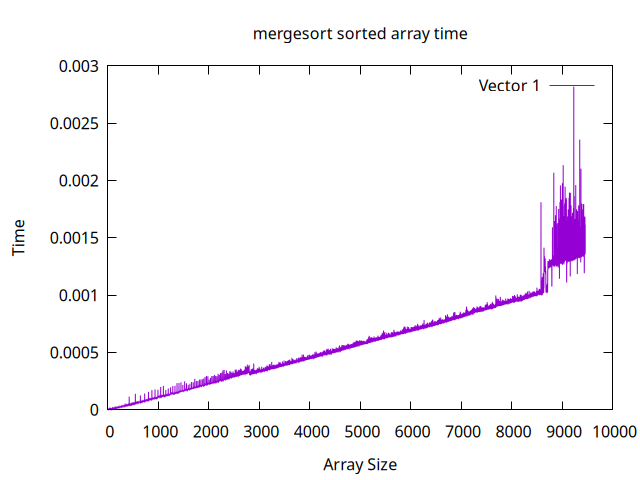 mergesort sorted array time
0.003
Vector 1
0.0025
0.002
0.0015
0.001
0.0005
0
Time
0 1000 2000 3000 4000 5000 6000 7000 8000 9000 10000
Array Size